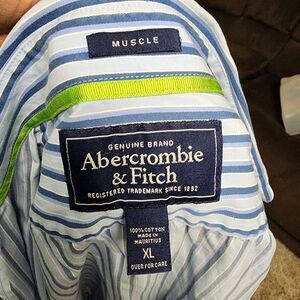 MUSCLE
GENUINE BRAND
Abercrombie
& Fitch
REGISTERED TRADEMARK SINCE 1892
100% COTTON
MADE IN
MAURITIUS
XL
OVER FOR CARE